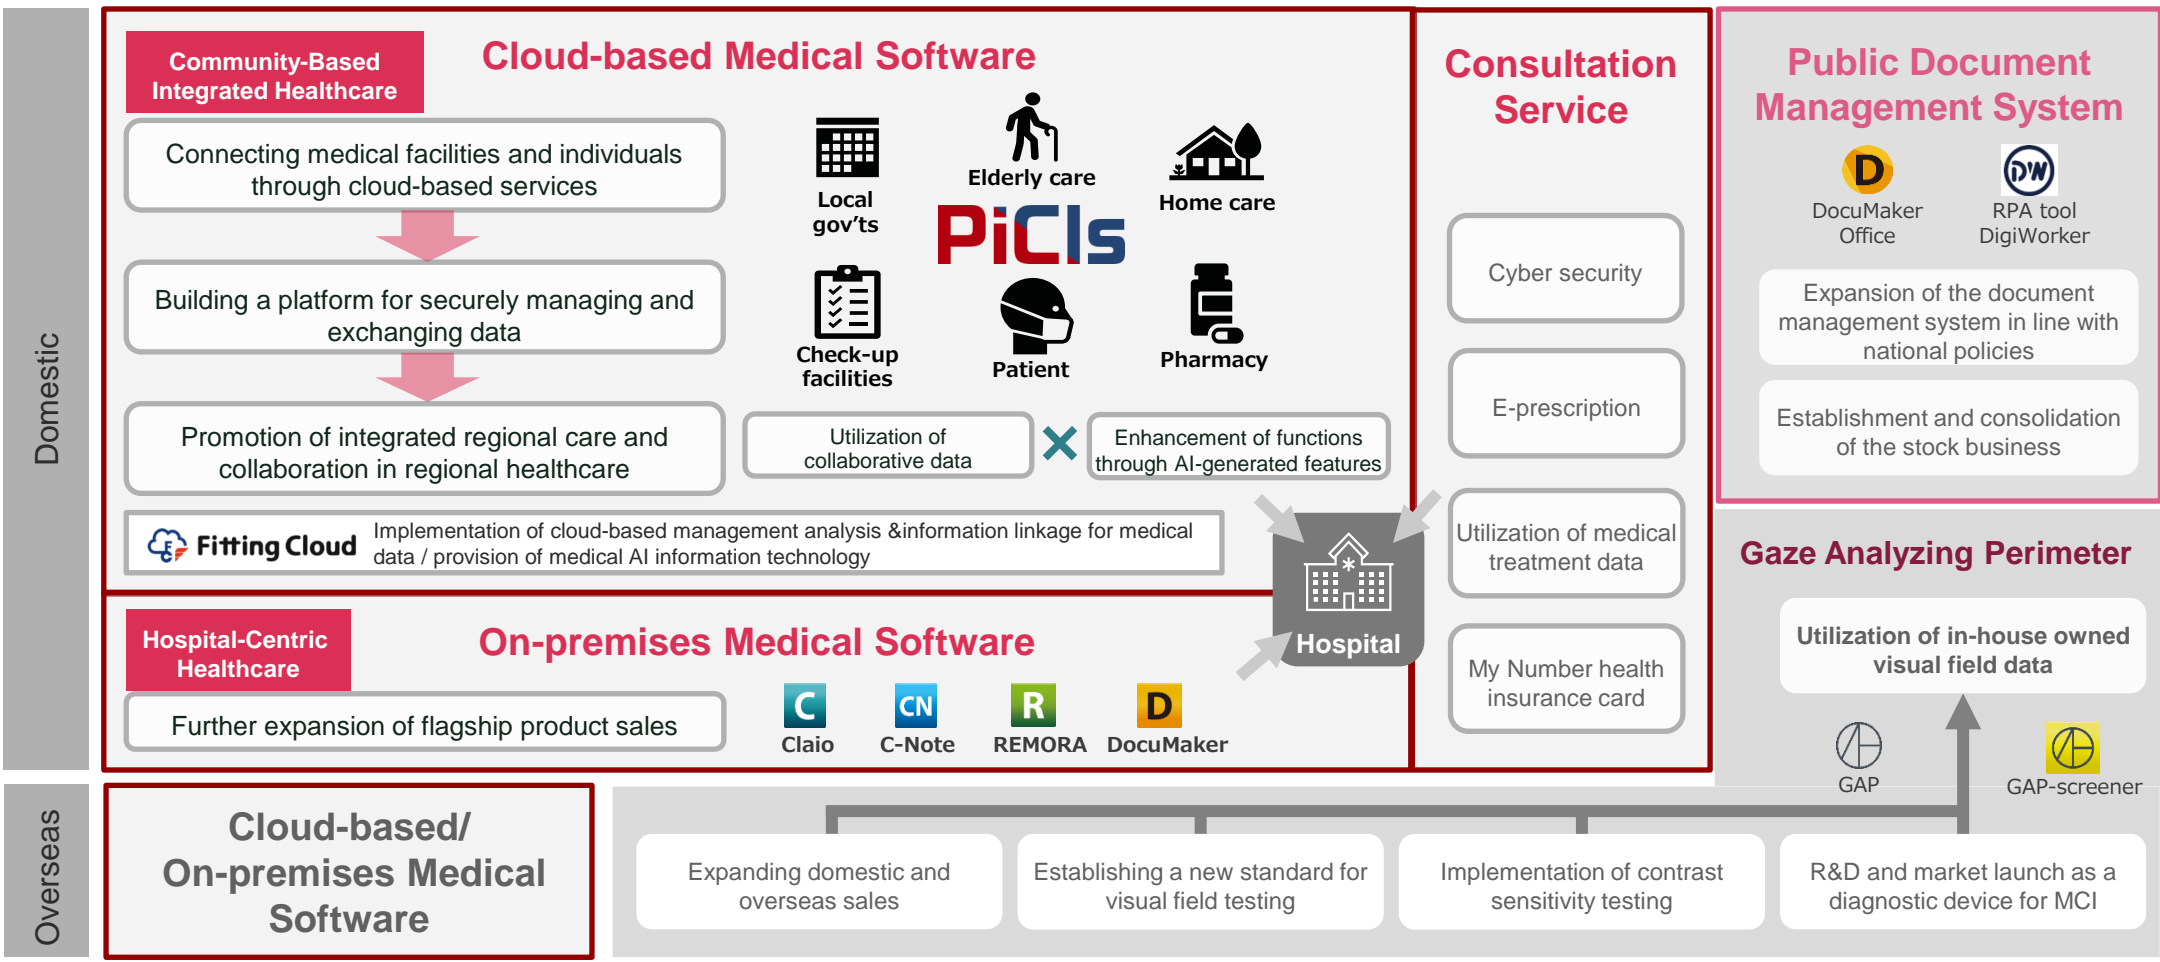 Domestic
Community-Based
Integrated Healthcare
Cloud-based Medical Software
Connecting medical facilities and individuals
through cloud-based services
Building a platform for securely managing and
exchanging data
Promotion of integrated regional care and
collaboration in regional healthcare
Local
gov'ts
Elderly care
Home care
PiCls
Check-up
facilities
Patient
Pharmacy
Utilization of
collaborative data
Enhancement of functions
through AI-generated features
Fitting Cloud
Implementation of cloud-based management analysis &information linkage for medical
data / provision of medical AI information technology
Hospital
Hospital-Centric
Healthcare
On-premises Medical Software
Further expansion of flagship product sales
C
Claio
CN
C-Note
R
REMORA
D
DocuMaker
Consultation
Service
Cyber security
E-prescription
Utilization of medical
treatment data
My Number health
insurance card
Public Document
Management System
D
DocuMaker
Office
RPA tool
DigiWorker
Expansion of the document
management system in line with
national policies
Establishment and consolidation
of the stock business
Gaze Analyzing Perimeter
Utilization of in-house owned
visual field data
GAP
GAP-screener
Overseas
Cloud-based/
On-premises Medical
Software
Expanding domestic and
overseas sales
Establishing a new standard for
visual field testing
Implementation of contrast
sensitivity testing
R&D and market launch as a
diagnostic device for MCI